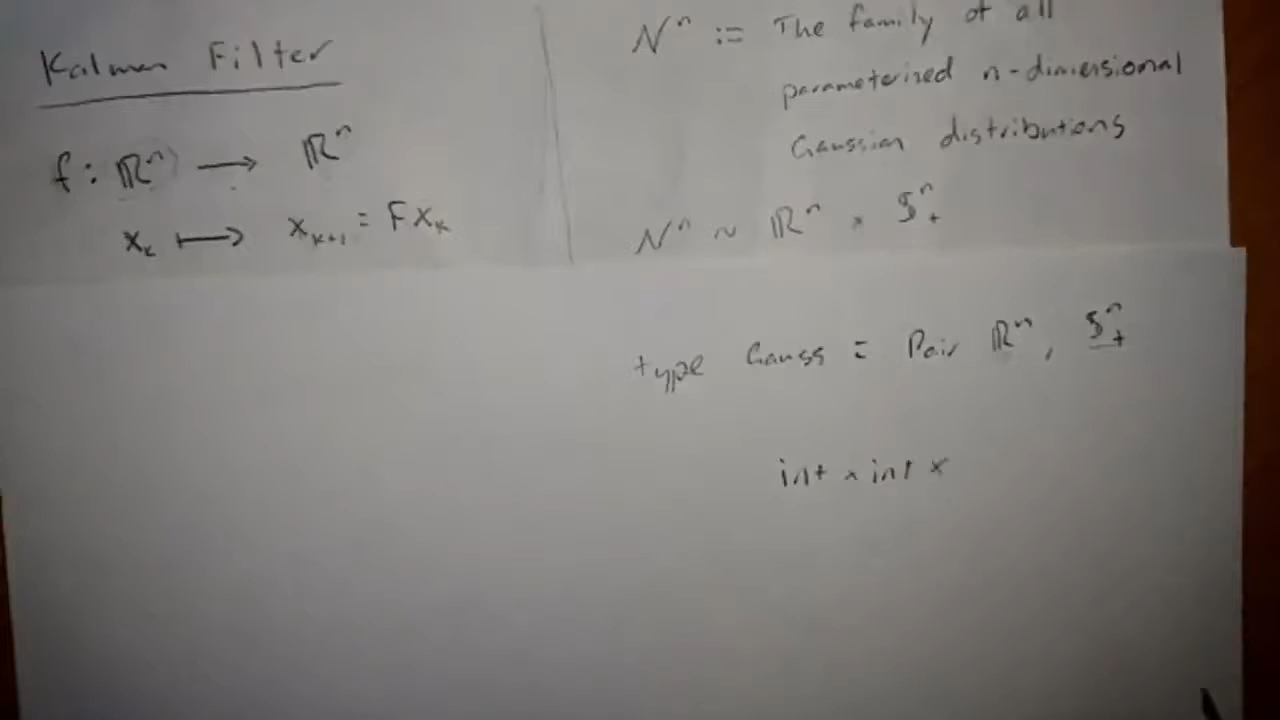 Kalman Filter
f : ℝⁿ → ℝⁿ
xₖ ↦ xₖ₊₁ = Fxₖ
Nⁿ := The family of all
parameterized n-dimensional
Gaussian distributions
Nⁿ ~ ℝⁿ × 𝕊ⁿ₊
type Gauss = Pair ℝⁿ, 𝕊ⁿ₊
int × int ×